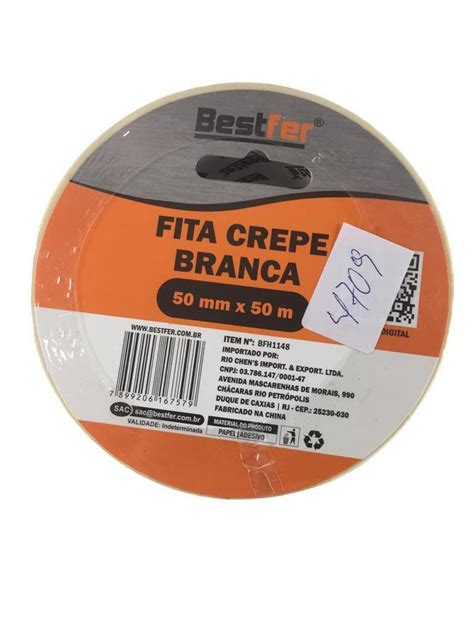 Bestfer®
FITA CREPE
BRANCA
50 mm x 50 m
4709
DIGITAL
WWW.BESTFER.COM.BR
ITEM Nº: BFH1148
IMPORTADO POR:
RIO CHEN'S IMPORT. & EXPORT. LTDA.
CNPJ: 03.786.147/0001-47
AVENIDA MASCARENHAS DE MORAIS, 990
CHÁCARAS RIO PETRÓPOLIS
DUQUE DE CAXIAS | RJ - CEP: 25230-030
FABRICADO NA CHINA
7 899206 167579
SAC sac@bestfer.com.br
VALIDADE: Indeterminada
MATERIAL DO PRODUTO
PAPEL | ADESIVO